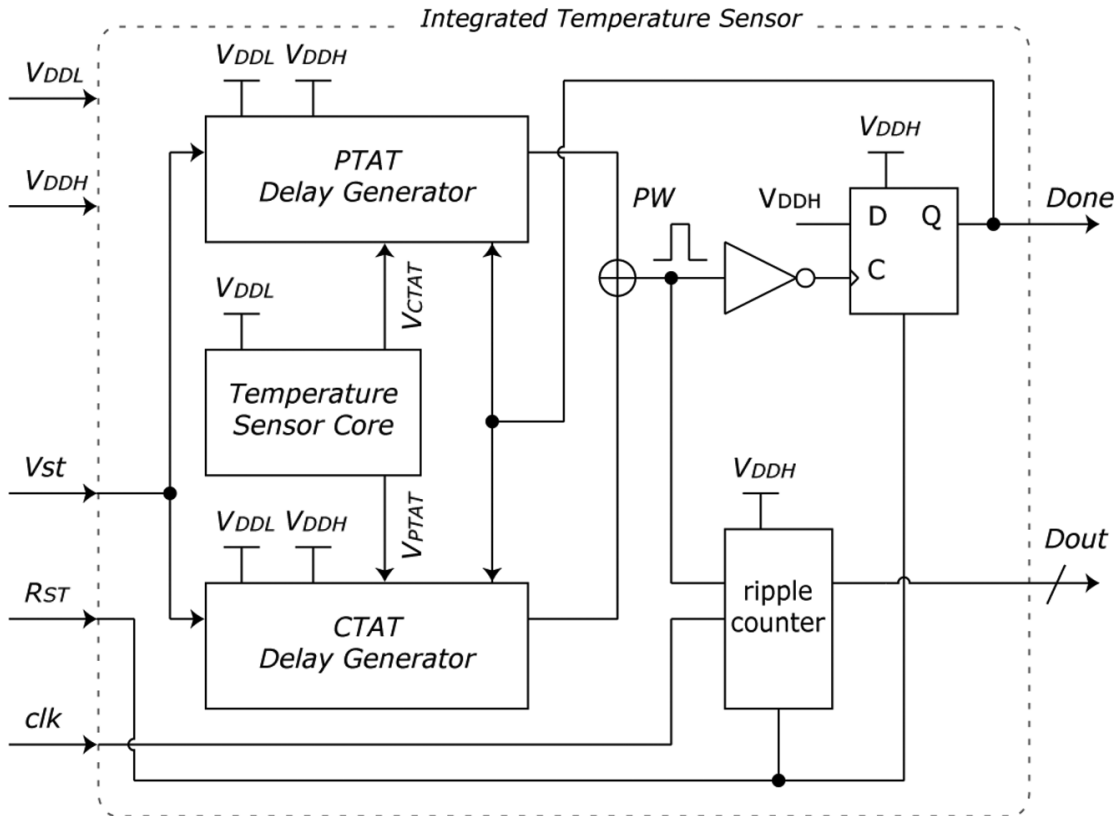 Integrated Temperature Sensor
VDDL
VDDH
VDDL
VDDH
PTAT
Delay Generator
VDDH
Done
VDDH
D
Q
C
PW
VDDL
VCTAT
Temperature
Sensor Core
VPTAT
Vst
VDDL
VDDH
VDDH
Dout
RST
CTAT
Delay Generator
ripple
counter
clk